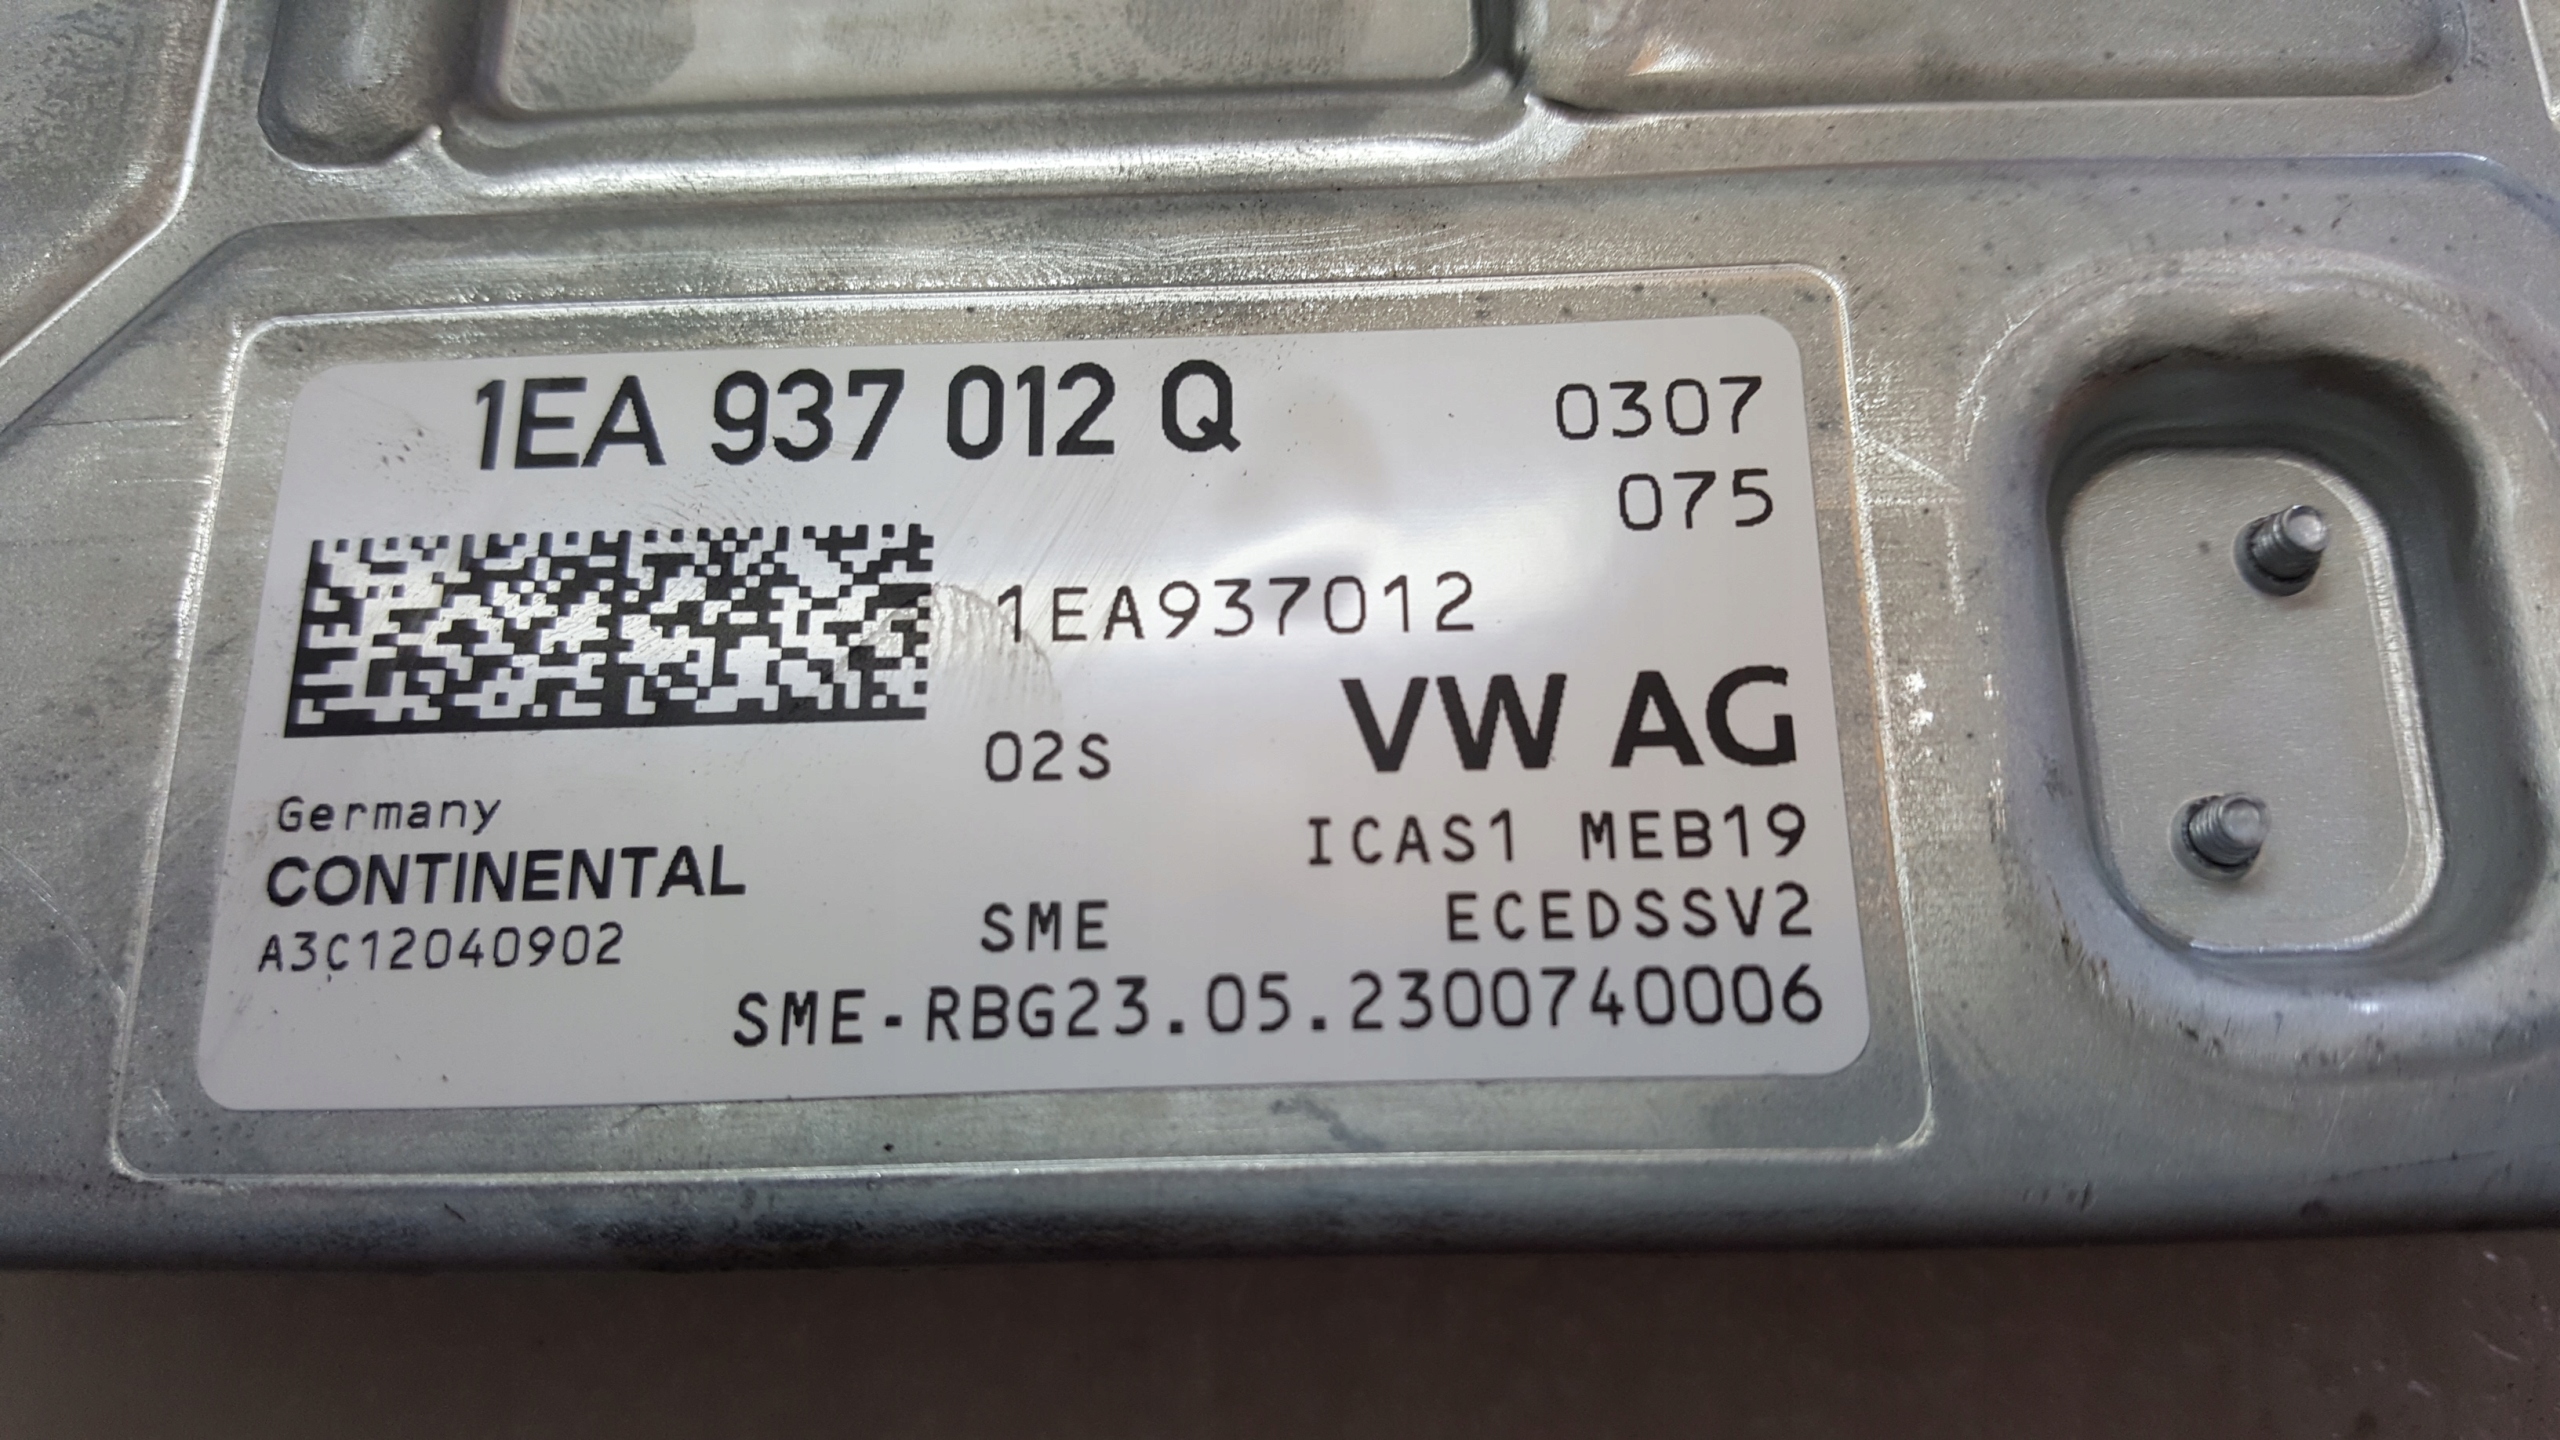 1EA 937 012 Q
0307
075
1EA937012
VW AG
02S
Germany
ICAS1 MEB19
CONTINENTAL
SME
ECEDSSV2
A3C12040902
SME-RBG23.05.2300740006